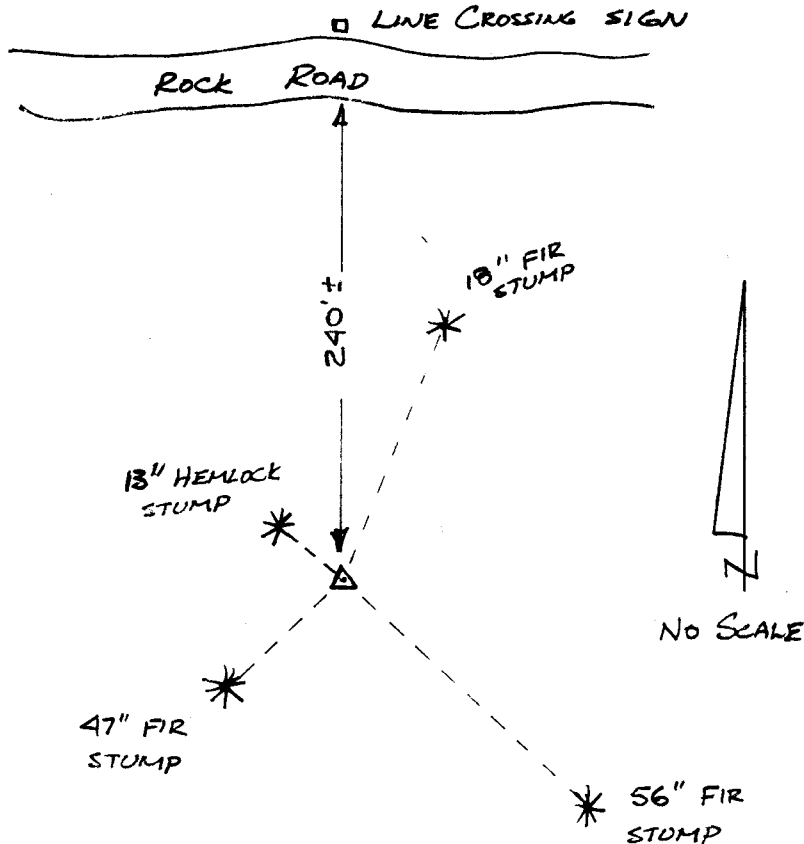 LINE CROSSING SIGN
ROCK ROAD
240'±
18" FIR
STUMP
13" HEMLOCK
STUMP
N
NO SCALE
47" FIR
STUMP
56" FIR
STUMP